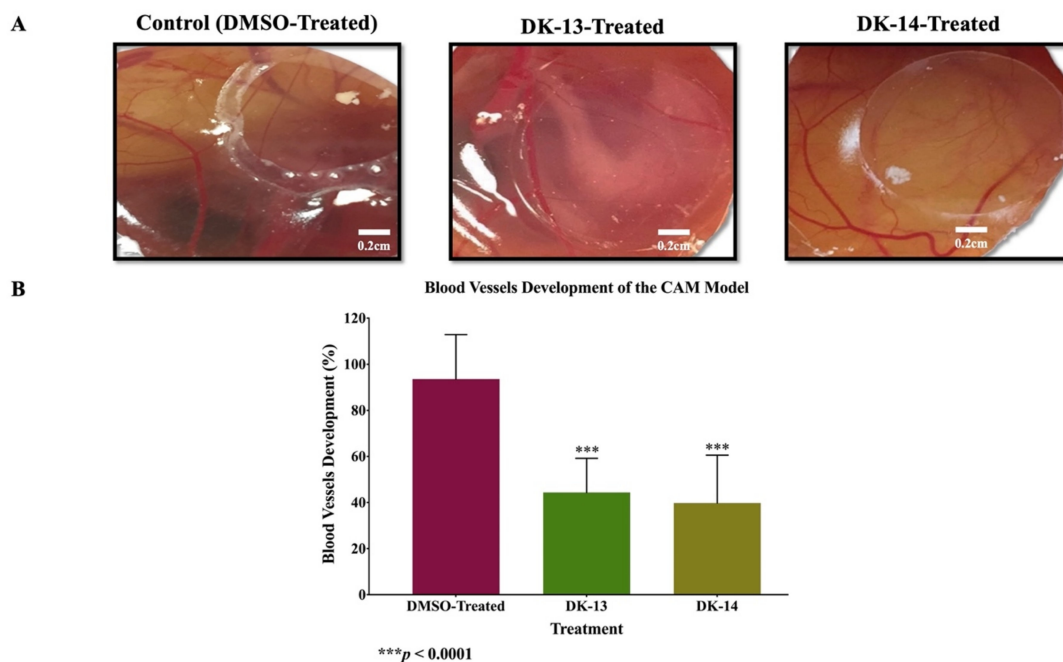 A
Control (DMSO-Treated)
DK-13-Treated
DK-14-Treated
0.2cm
0.2cm
0.2cm
B
Blood Vessels Development of the CAM Model
Blood Vessels Development (%)
120
100
80
60
40
20
0
***
***
DMSO-Treated
DK-13
DK-14
Treatment
***p < 0.0001